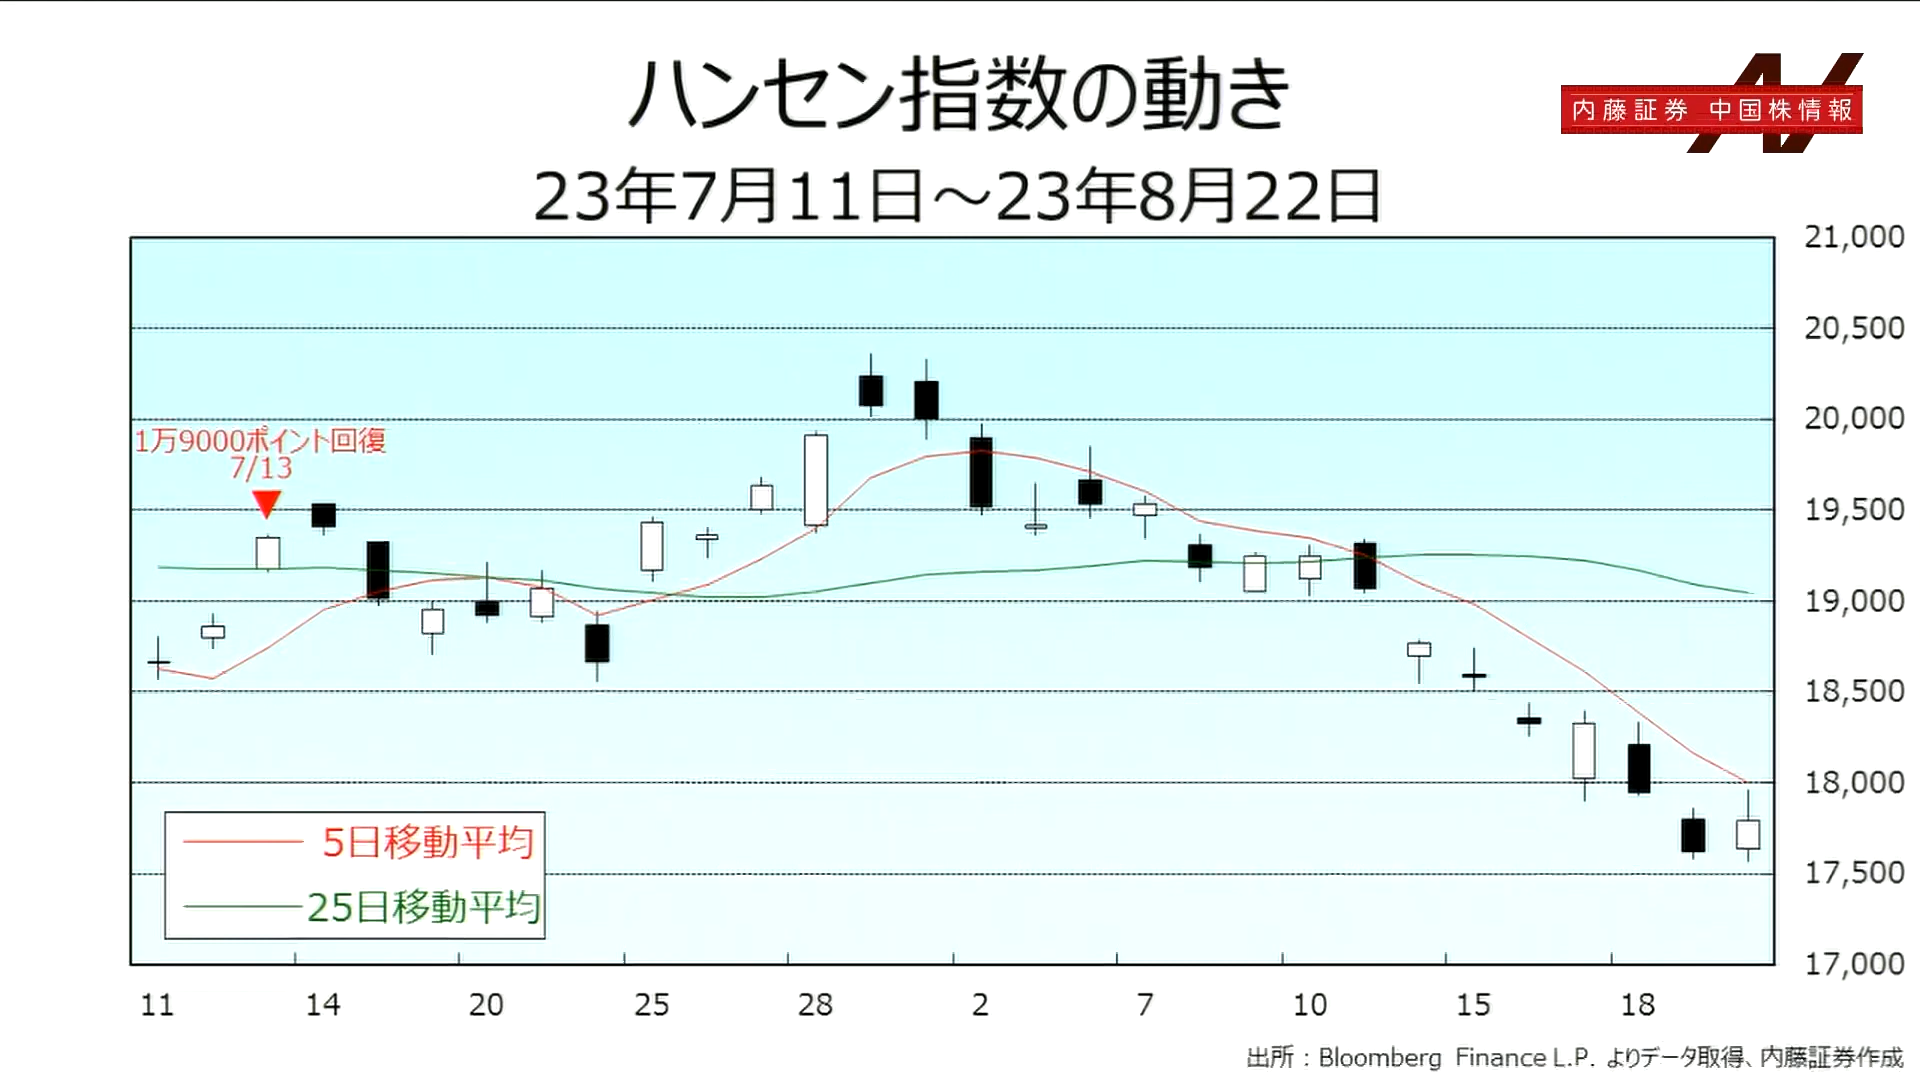 ハンセン指数の動き
内藤証券 中国株情報
23年7月11日～23年8月22日
21,000
20,500
20,000
19,500
19,000
18,500
18,000
17,500
17,000
1万9000ポイント回復
7/13
5日移動平均
25日移動平均
11 14 20 25 28 2 7 10 15 18
出所：Bloomberg Finance L.P. よりデータ取得、内藤証券作成